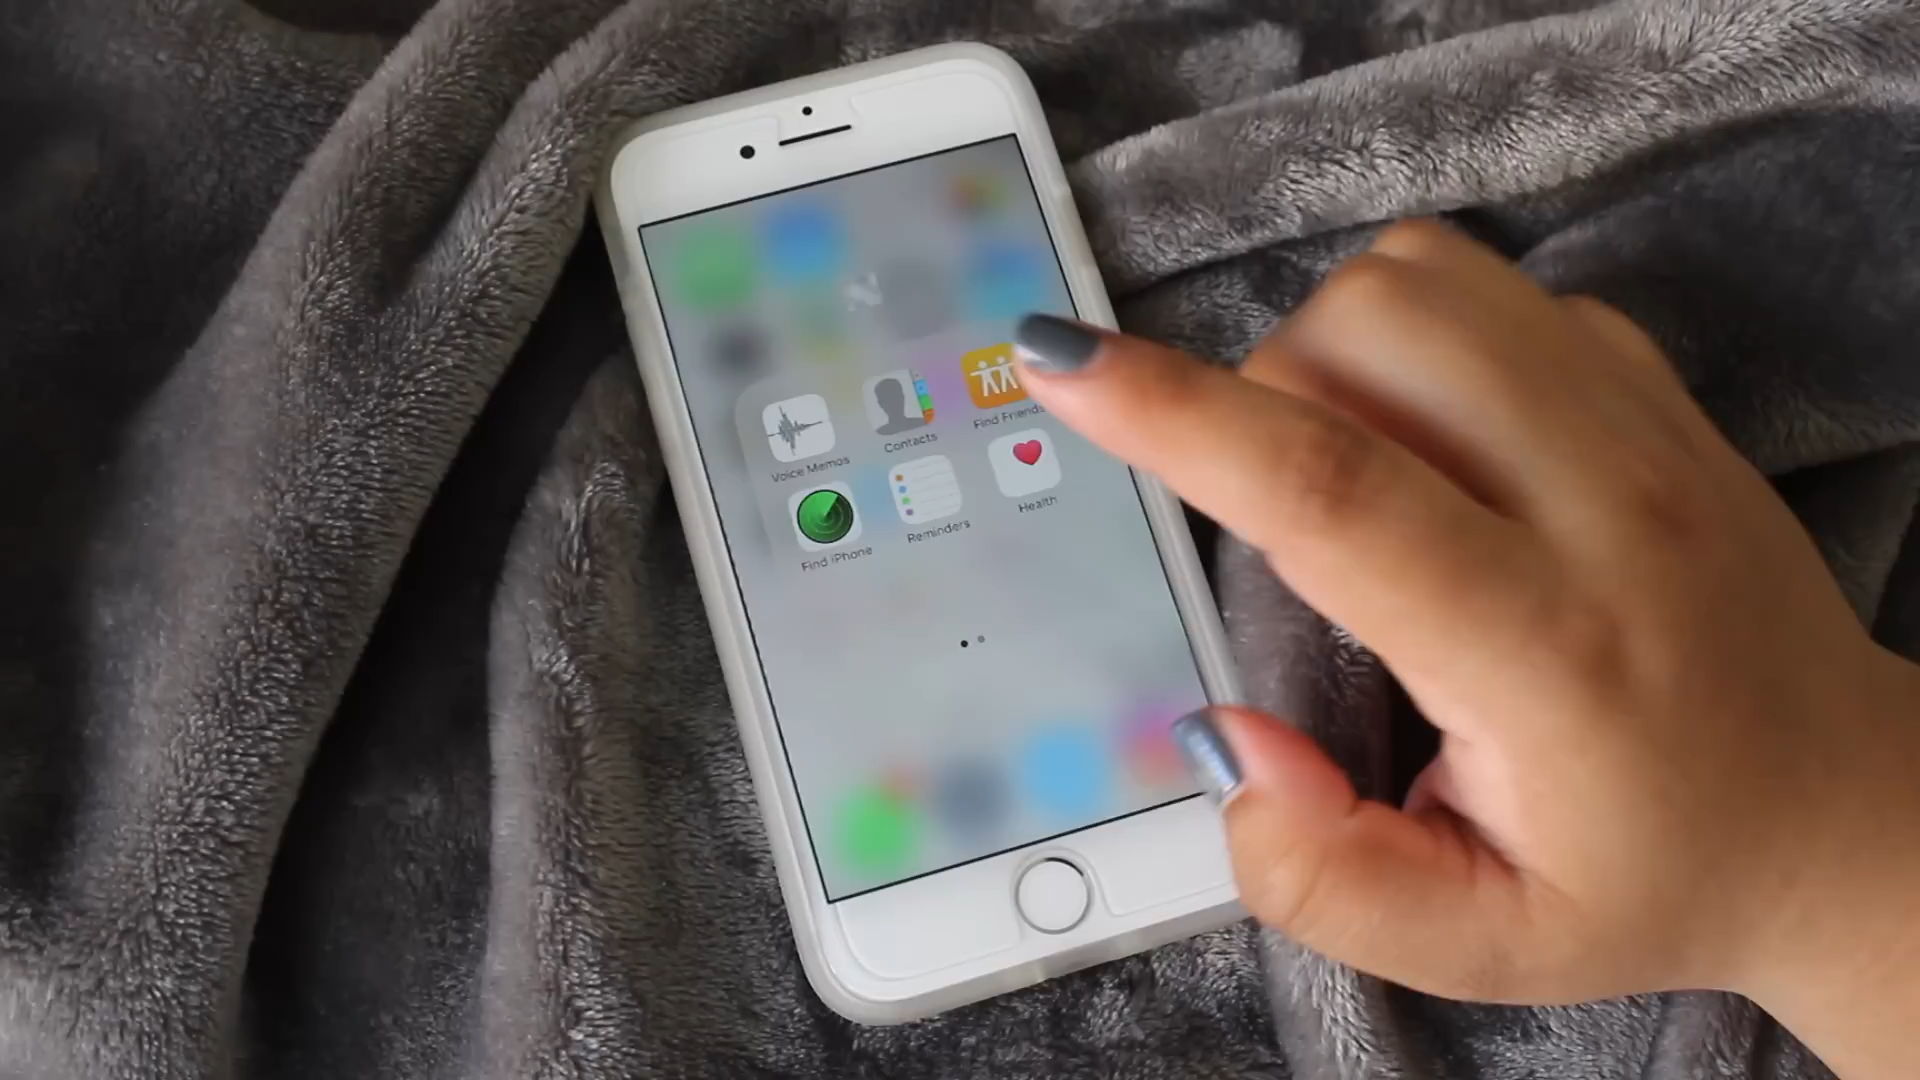 N
Voice Memos
Contacts
Find Friends
Find iPhone
Reminders
Health